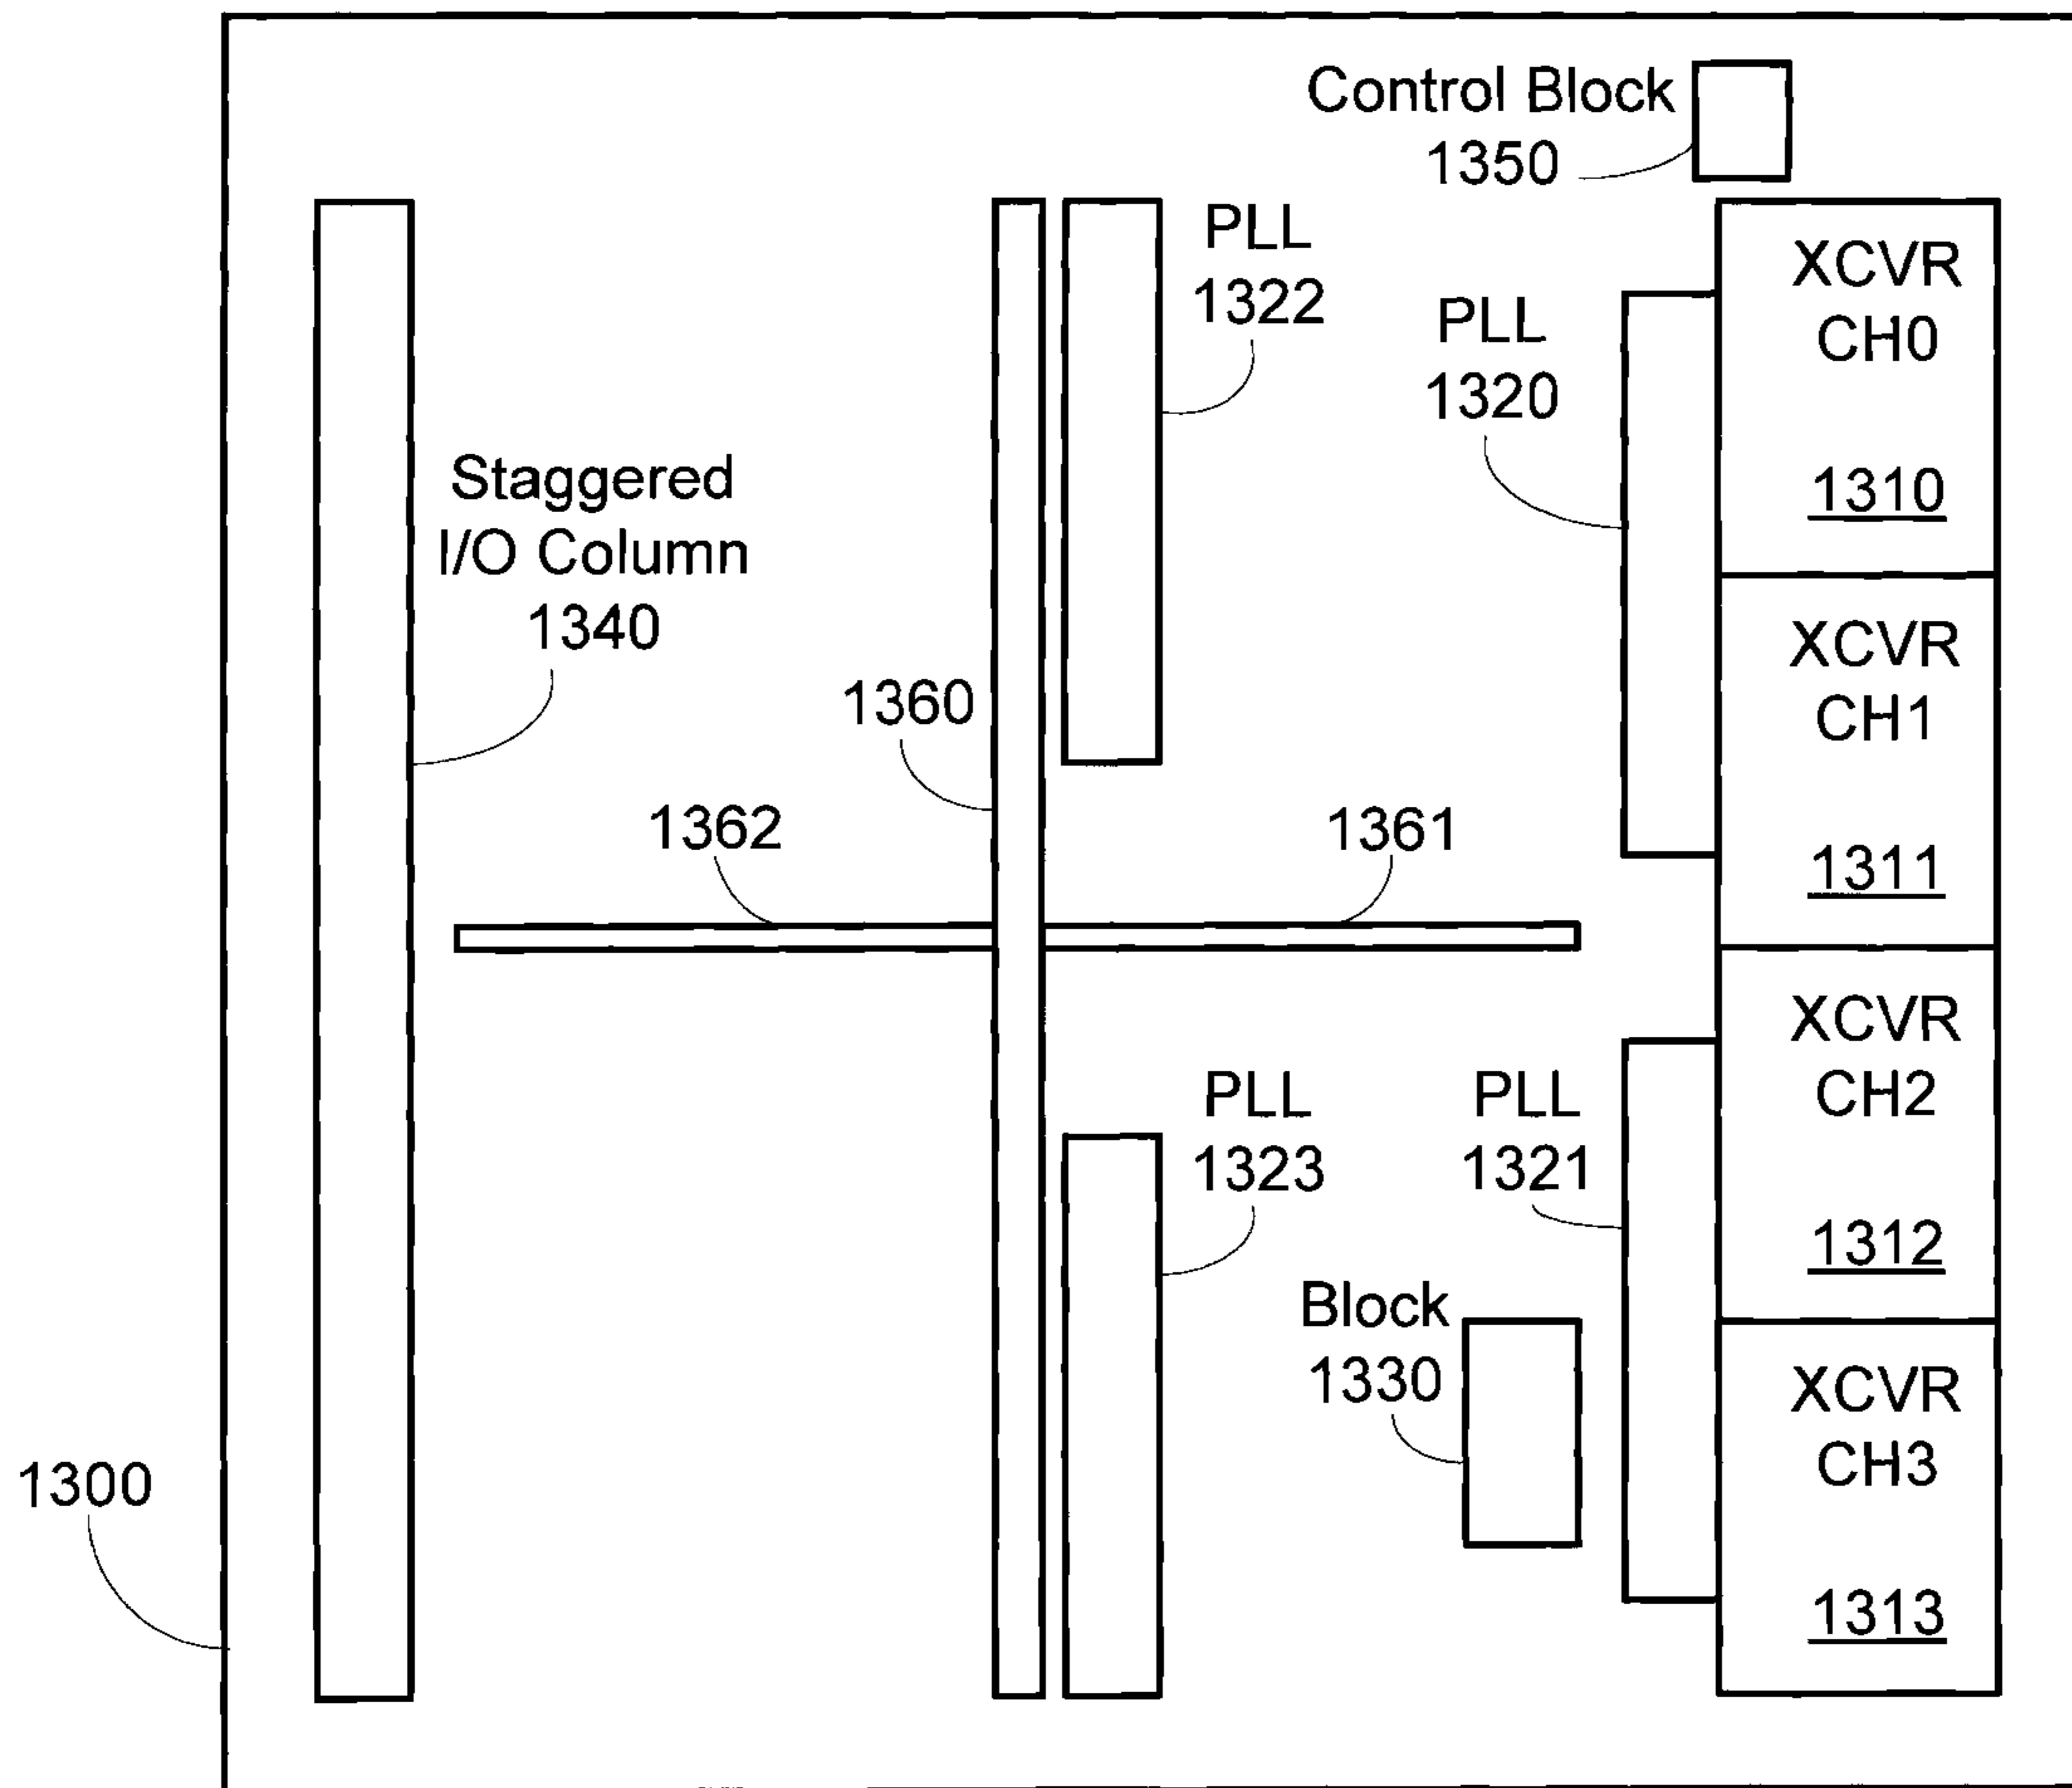 Control Block
1350
PLL
1322
PLL
1320
XCVR
CH0
1310
Staggered
I/O Column
1340
XCVR
CH1
1311
1360
1362
1361
XCVR
CH2
1312
PLL
1323
PLL
1321
Block
1330
XCVR
CH3
1313
1300